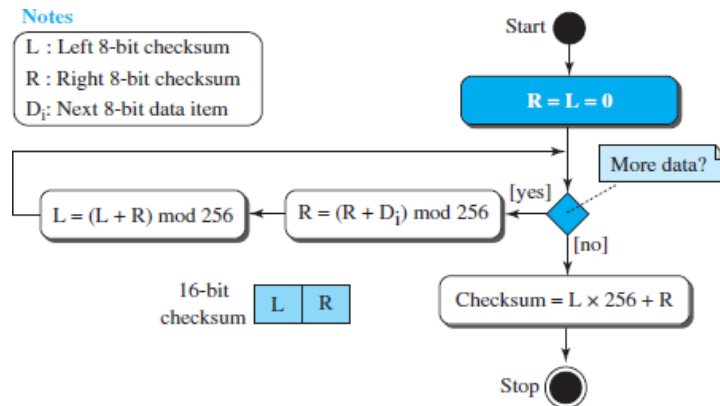 Notes
L : Left 8-bit checksum
R : Right 8-bit checksum
Dᵢ: Next 8-bit data item
Start
R = L = 0
More data?
[yes]
R = (R + Dᵢ) mod 256
L = (L + R) mod 256
[no]
Checksum = L × 256 + R
16-bit
checksum
L R
Stop